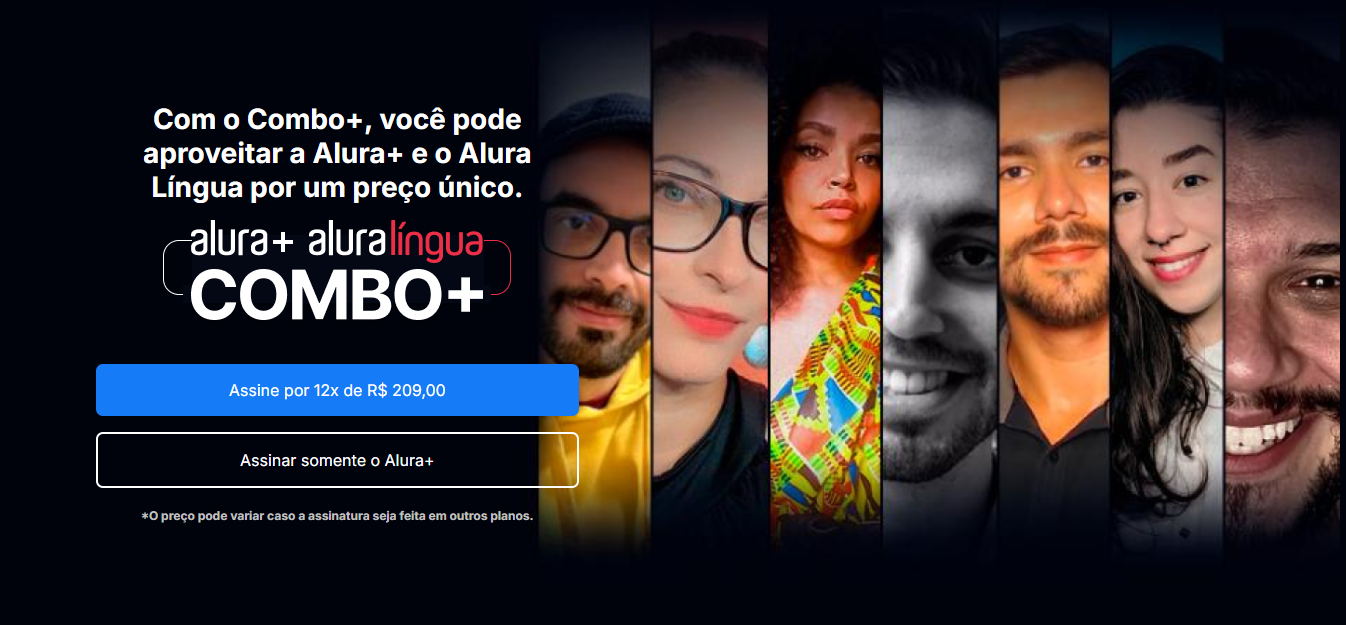 Com o Combo+, você pode
aproveitar a Alura+ e o Alura
Língua por um preço único.
alura+ aluralíngua
COMBO+
Assine por 12x de R$ 209,00
Assinar somente o Alura+
*O preço pode variar caso a assinatura seja feita em outros planos.